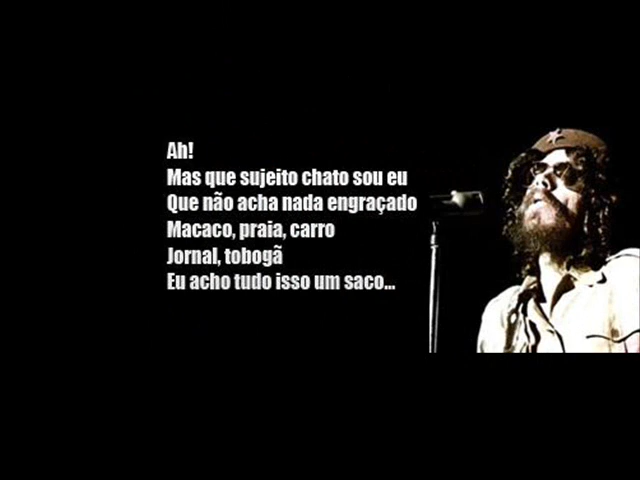 Ah!
Mas que sujeito chato sou eu
Que não acha nada engraçado
Macaco, praia, carro
Jornal, tobogã
Eu acho tudo isso um saco...